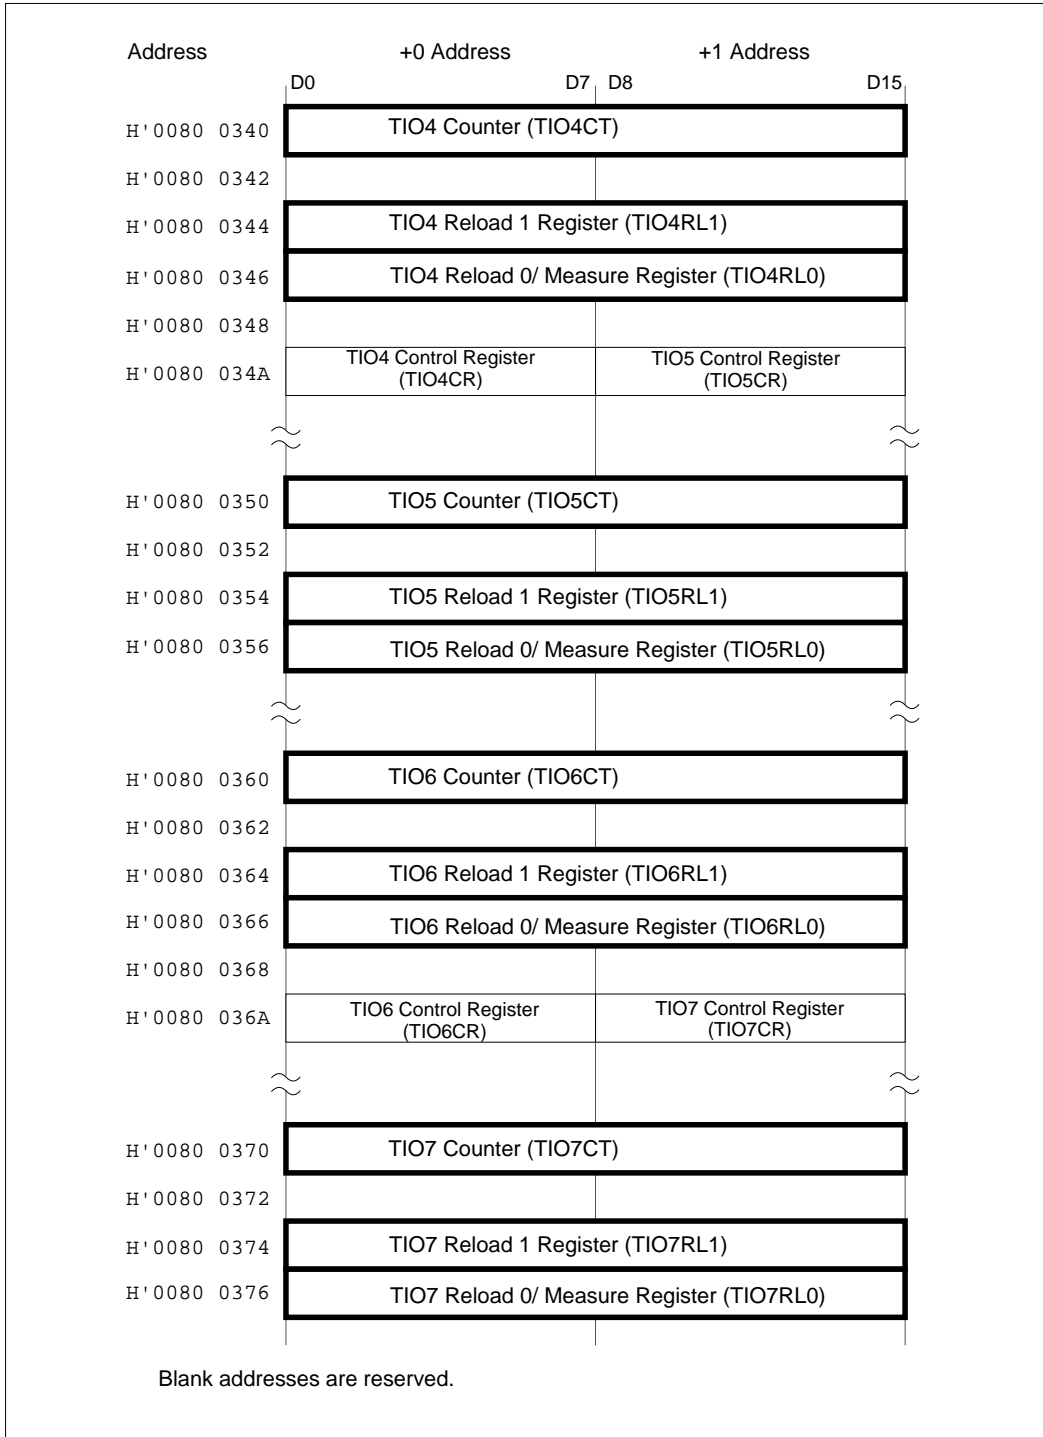 Address +0 Address +1 Address
D0 D7 D8 D15
H'0080 0340 TIO4 Counter (TIO4CT)
H'0080 0342
H'0080 0344 TIO4 Reload 1 Register (TIO4RL1)
H'0080 0346 TIO4 Reload 0/ Measure Register (TIO4RL0)
H'0080 0348
H'0080 034A TIO4 Control Register (TIO4CR) TIO5 Control Register (TIO5CR)
H'0080 0350 TIO5 Counter (TIO5CT)
H'0080 0352
H'0080 0354 TIO5 Reload 1 Register (TIO5RL1)
H'0080 0356 TIO5 Reload 0/ Measure Register (TIO5RL0)
H'0080 0360 TIO6 Counter (TIO6CT)
H'0080 0362
H'0080 0364 TIO6 Reload 1 Register (TIO6RL1)
H'0080 0366 TIO6 Reload 0/ Measure Register (TIO6RL0)
H'0080 0368
H'0080 036A TIO6 Control Register (TIO6CR) TIO7 Control Register (TIO7CR)
H'0080 0370 TIO7 Counter (TIO7CT)
H'0080 0372
H'0080 0374 TIO7 Reload 1 Register (TIO7RL1)
H'0080 0376 TIO7 Reload 0/ Measure Register (TIO7RL0)
Blank addresses are reserved.